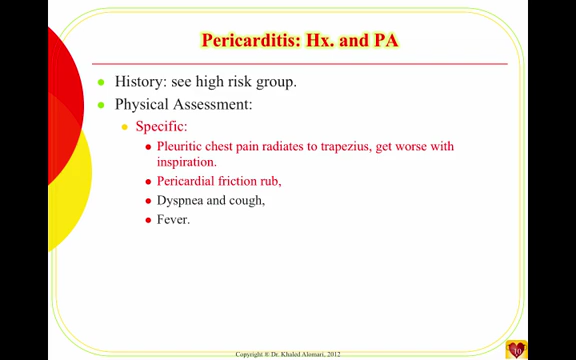 Pericarditis: Hx. and PA
History: see high risk group.
Physical Assessment:
Specific:
Pleuritic chest pain radiates to trapezius, get worse with
inspiration.
Pericardial friction rub,
Dyspnea and cough,
Fever.
Copyright ® Dr. Khaled Alomari, 2012
10